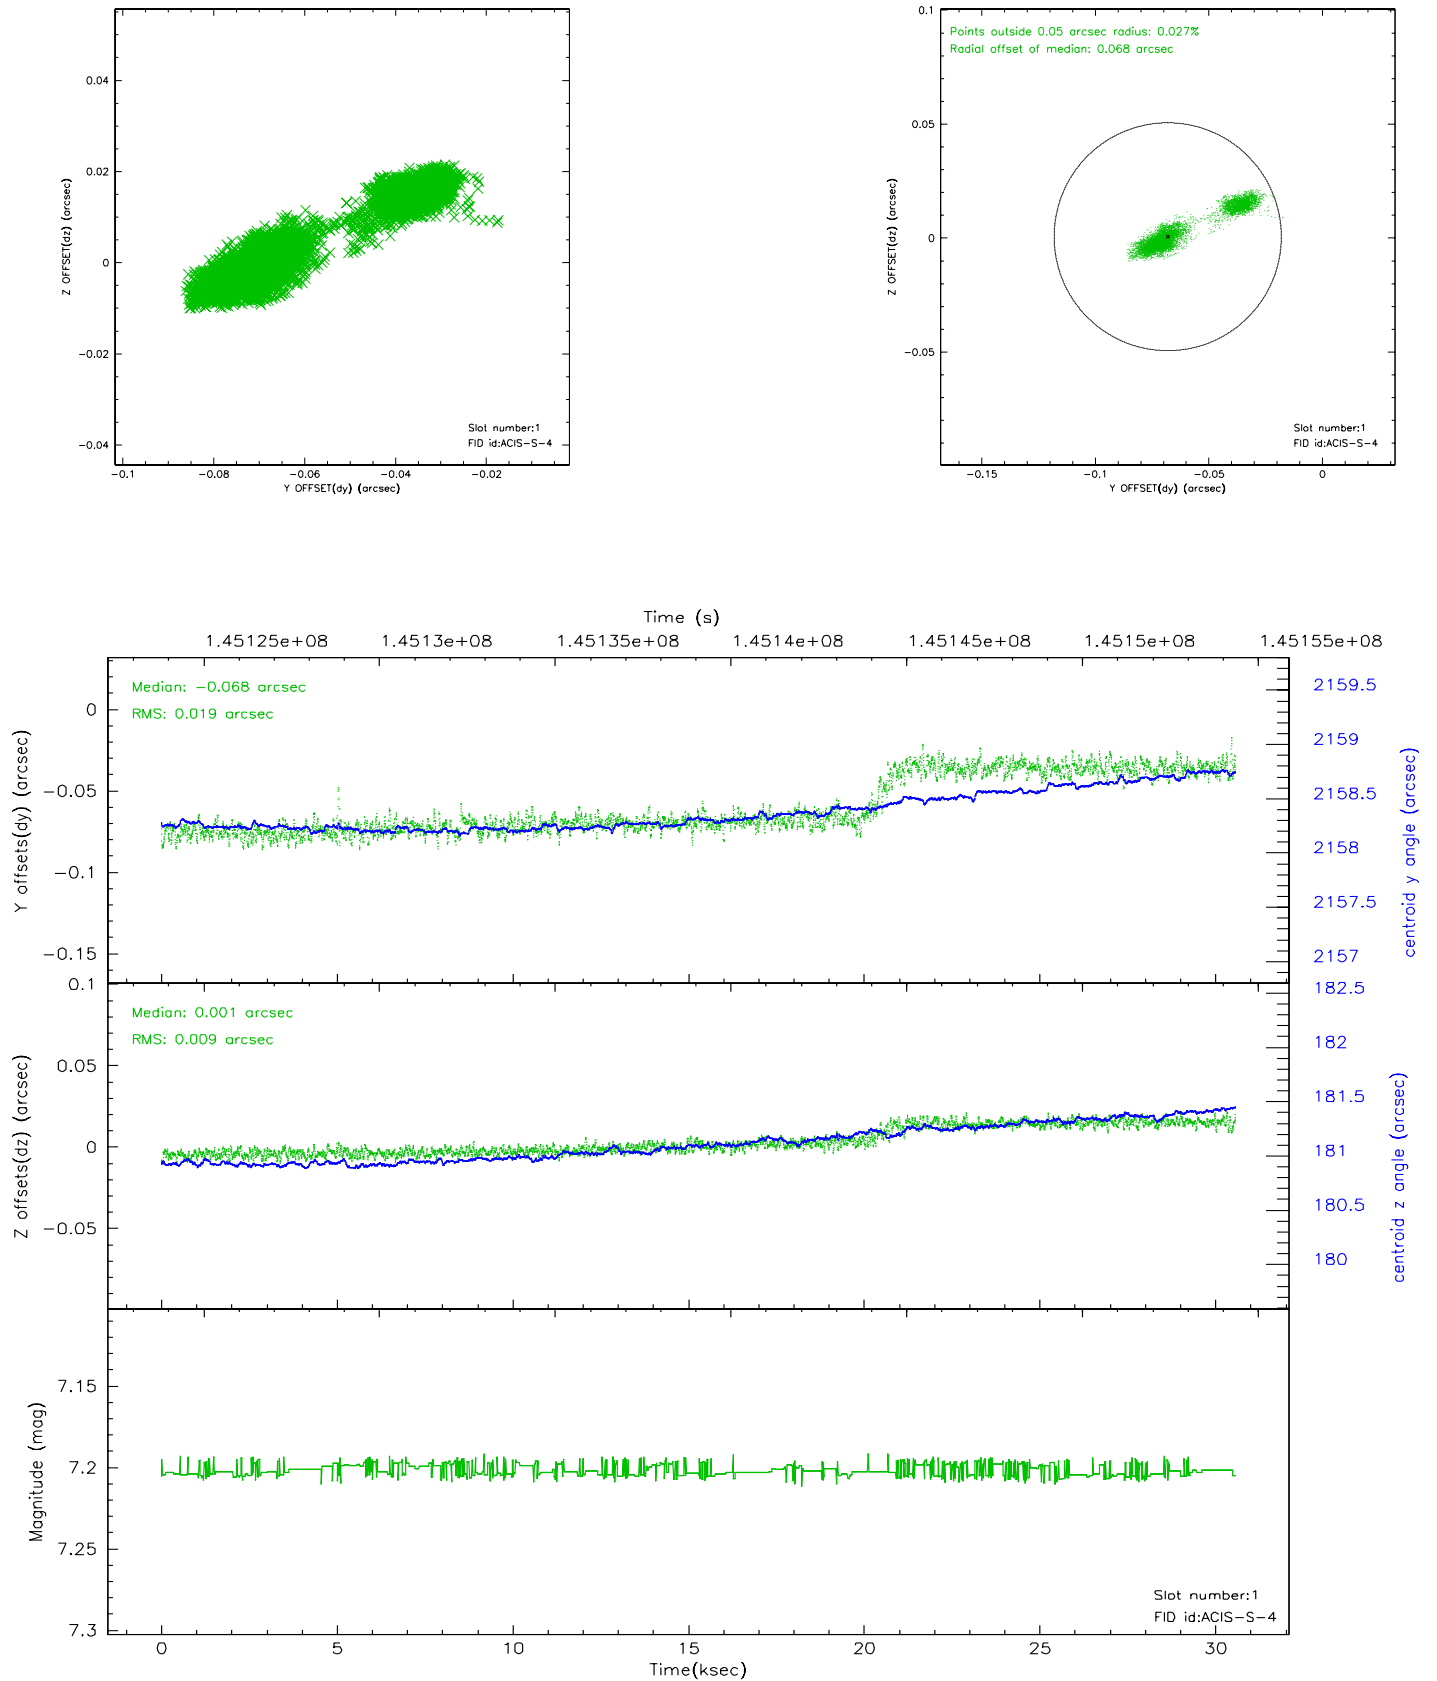 0.04
0.02
0
−0.02
−0.04
Z OFFSET(dz) (arcsec)
Slot number:1
FID id:ACIS−S−4
−0.1 −0.08 −0.06 −0.04 −0.02
Y OFFSET(dy) (arcsec)
Points outside 0.05 arcsec radius: 0.027%
Radial offset of median: 0.068 arcsec
0.1
0.05
0
−0.05
Z OFFSET(dz) (arcsec)
Slot number:1
FID id:ACIS−S−4
−0.15 −0.1 −0.05 0
Y OFFSET(dy) (arcsec)
Time (s)
1.45125e+08 1.4513e+08 1.45135e+08 1.4514e+08 1.45145e+08 1.4515e+08 1.45155e+08
Median: −0.068 arcsec
RMS: 0.019 arcsec
0
−0.05
−0.1
−0.15
Y offsets(dy) (arcsec)
2159.5
2159
2158.5
2158
2157.5
2157
centroid y angle (arcsec)
Median: 0.001 arcsec
RMS: 0.009 arcsec
0.1
0.05
0
−0.05
Z offsets(dz) (arcsec)
182.5
182
181.5
181
180.5
180
centroid z angle (arcsec)
7.15
7.2
7.25
7.3
Magnitude (mag)
Slot number:1
FID id:ACIS−S−4
0 5 10 15 20 25 30
Time(ksec)